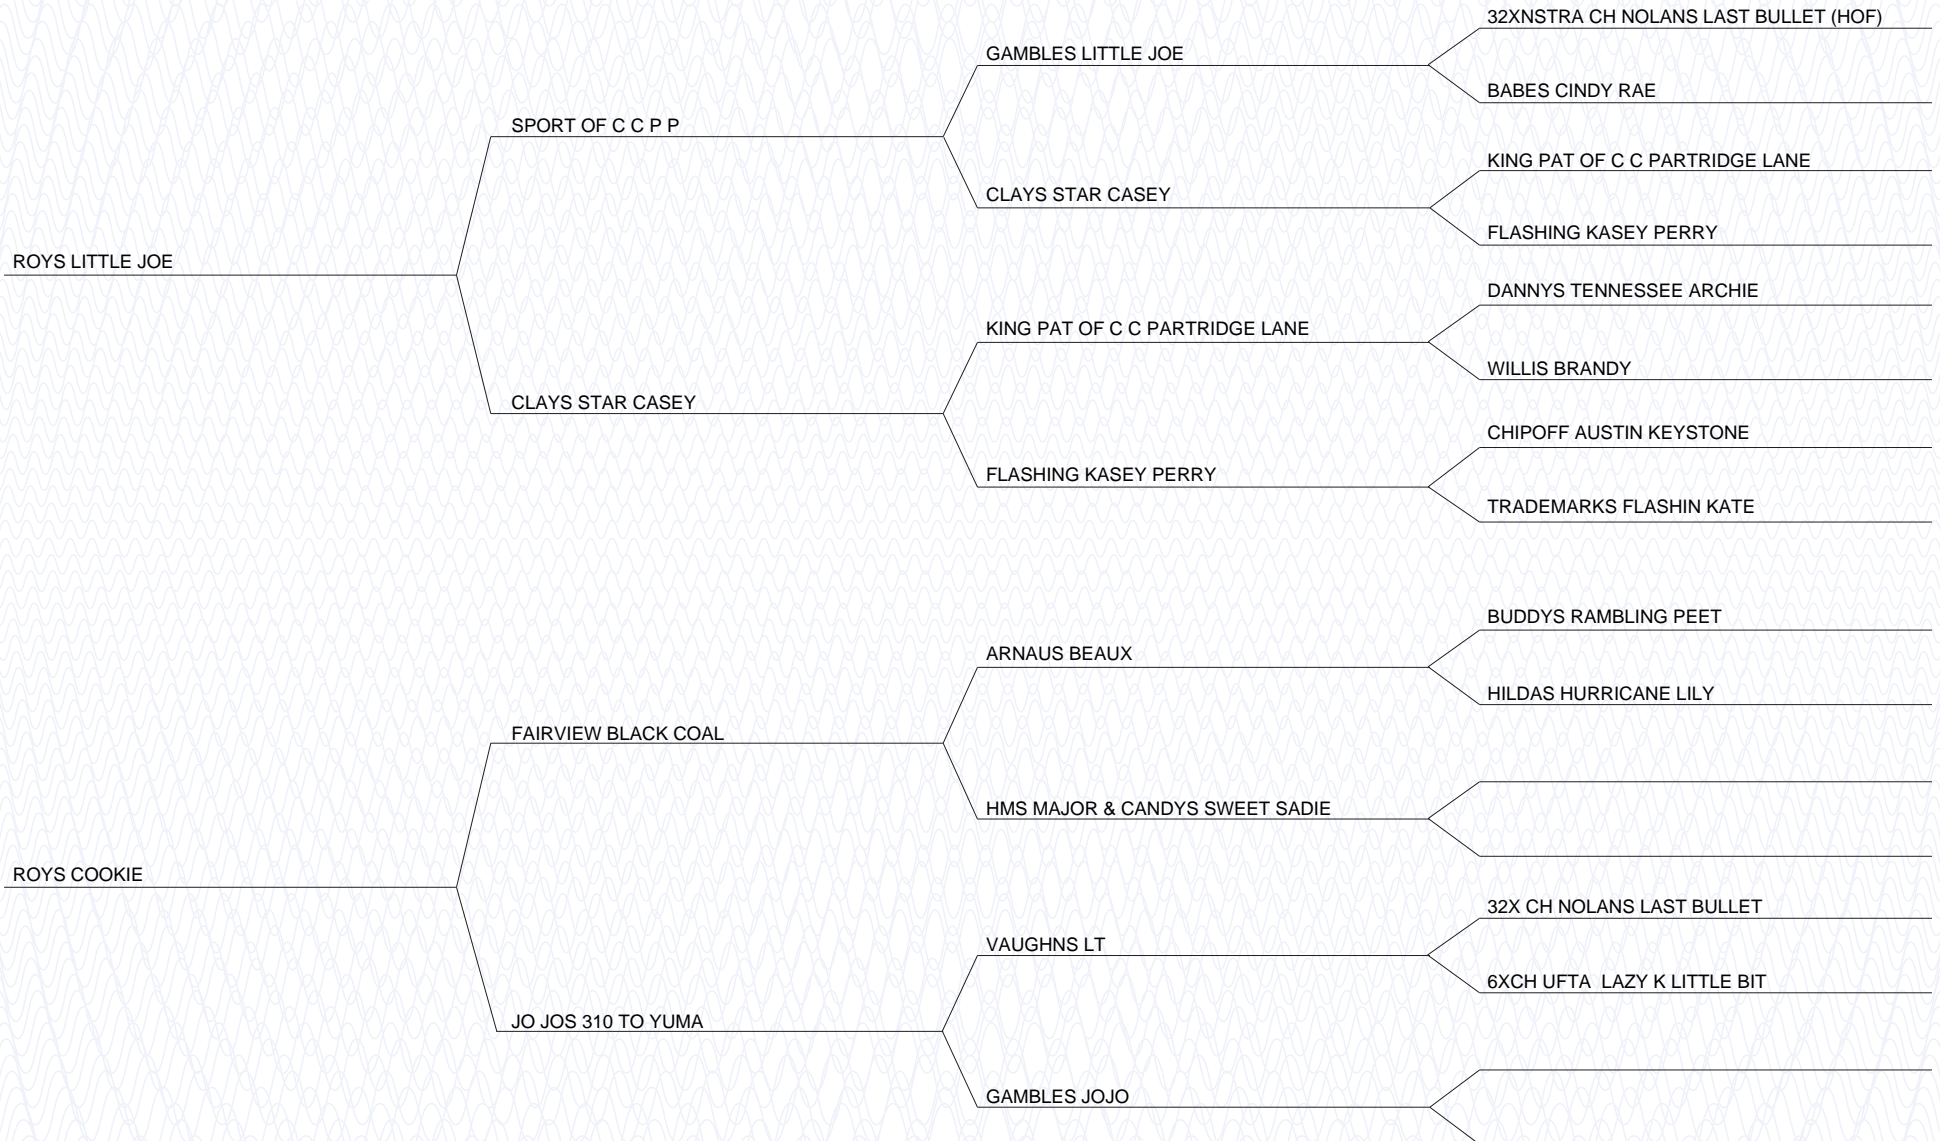 32XNSTRA CH NOLANS LAST BULLET (HOF)
GAMBLES LITTLE JOE
BABES CINDY RAE
SPORT OF C C P P
KING PAT OF C C PARTRIDGE LANE
CLAYS STAR CASEY
FLASHING KASEY PERRY
ROYS LITTLE JOE
DANNYS TENNESSEE ARCHIE
KING PAT OF C C PARTRIDGE LANE
WILLIS BRANDY
CLAYS STAR CASEY
CHIPOFF AUSTIN KEYSTONE
FLASHING KASEY PERRY
TRADEMARKS FLASHIN KATE
BUDDYS RAMBLING PEET
ARNAUS BEAUX
HILDAS HURRICANE LILY
FAIRVIEW BLACK COAL
HMS MAJOR & CANDYS SWEET SADIE
ROYS COOKIE
32X CH NOLANS LAST BULLET
VAUGHNS LT
6XCH UFTA  LAZY K LITTLE BIT
JO JOS 310 TO YUMA
GAMBLES JOJO